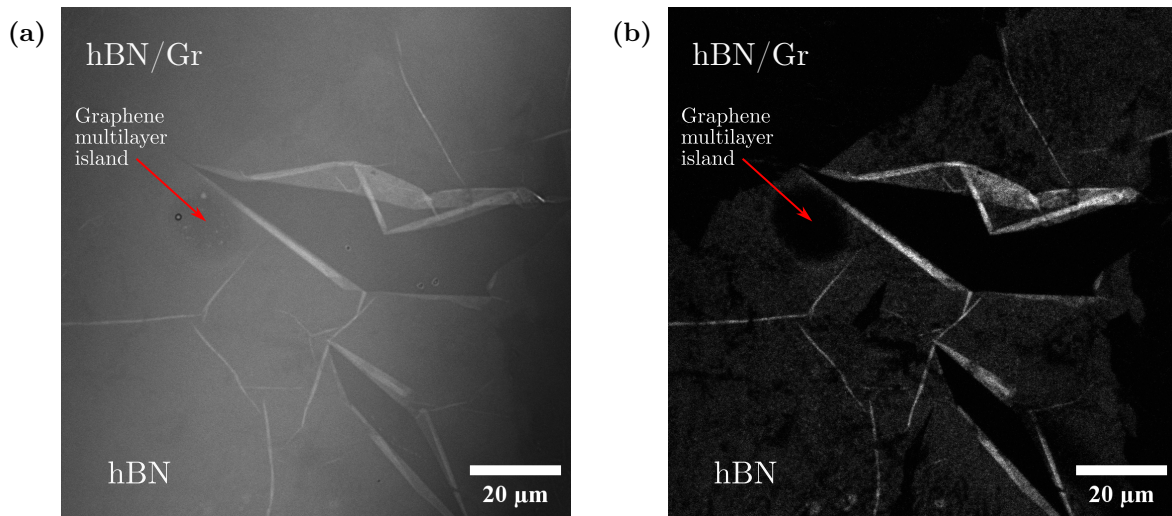 (a)
hBN/Gr
Graphene
multilayer
island
hBN
20 µm
(b)
hBN/Gr
Graphene
multilayer
island
hBN
20 µm